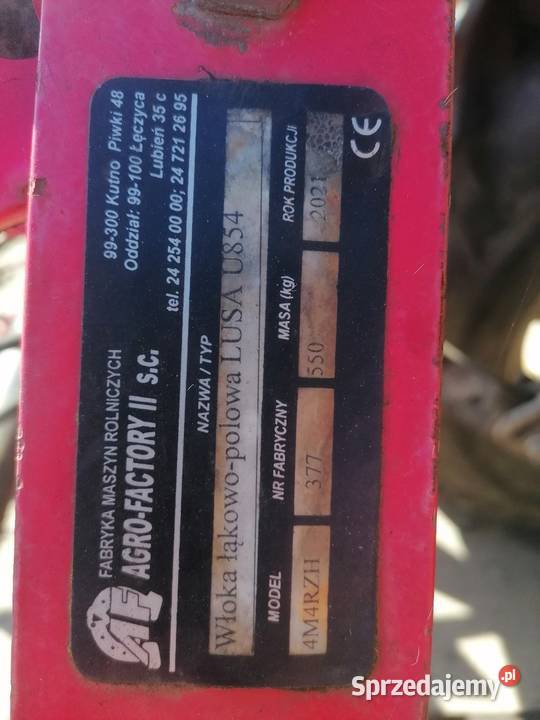 AF
FABRYKA MASZYN ROLNICZYCH
AGRO-FACTORY II s.c.
99-300 Kutno Piwki 48
Oddział: 99-100 Łęczyca
Lubień 35 c
tel. 24 254 00 00; 24 721 26 95
NAZWA / TYP
Włoka łąkowo-polowa LUSA U854
MODEL
NR FABRYCZNY
MASA (kg)
ROK PRODUKCJI
4M4RZH
377
550
2021
CE
Sprzedajemy.pl